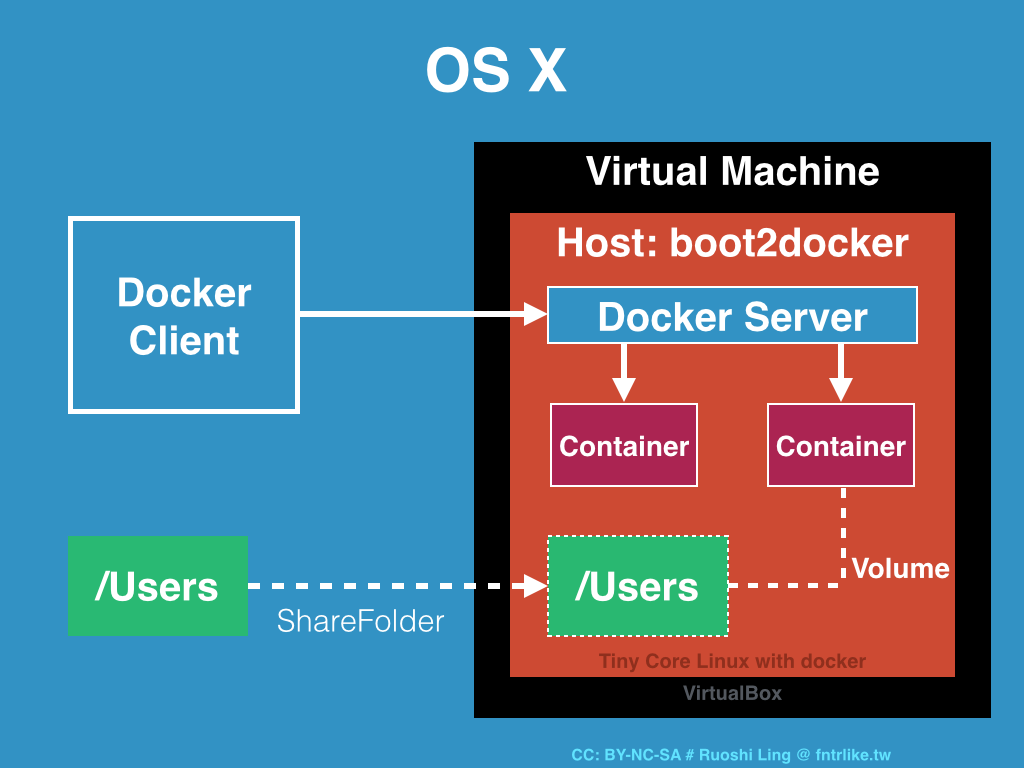 OS X
Virtual Machine
Host: boot2docker
Docker
Client
Docker Server
Container
Container
/Users
ShareFolder
/Users
Volume
Tiny Core Linux with docker
VirtualBox
CC: BY-NC-SA # Ruoshi Ling @ fntrlike.tw